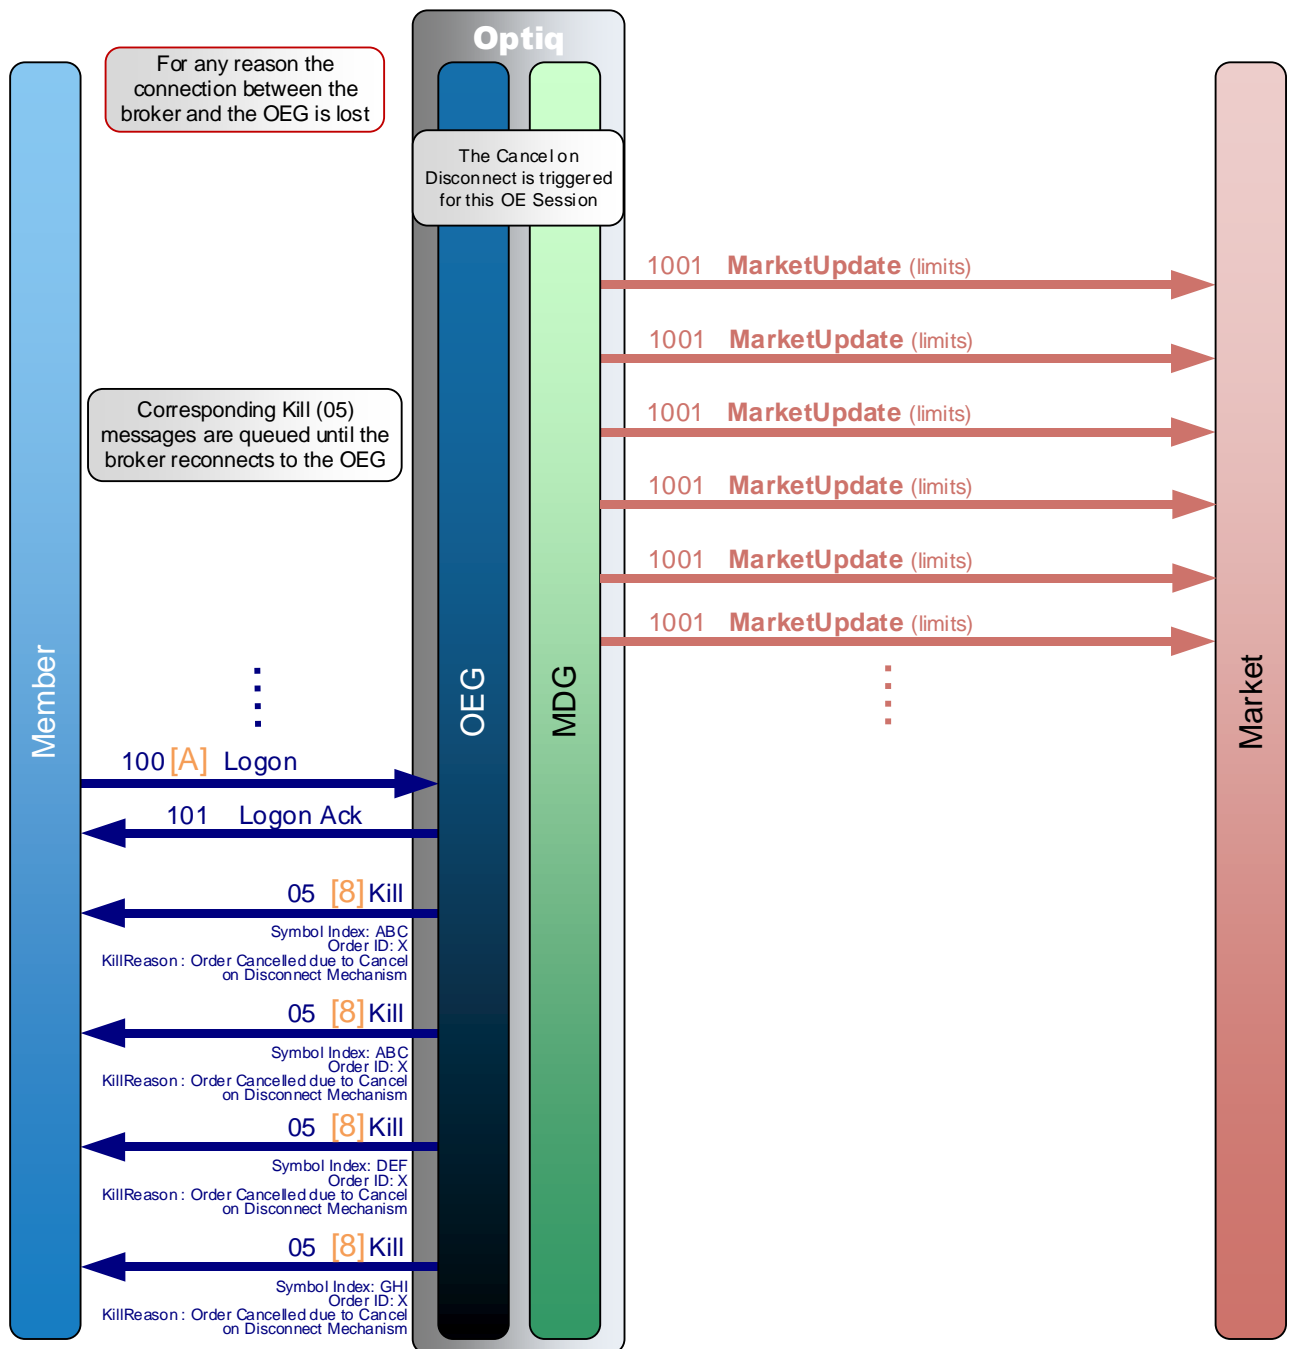 Optiq
For any reason the
connection between the
broker and the OEG is lost
The Cancel on
Disconnect is triggered
for this OE Session
1001 MarketUpdate (limits)
1001 MarketUpdate (limits)
Corresponding Kill (05)
messages are queued until the
broker reconnects to the OEG
1001 MarketUpdate (limits)
1001 MarketUpdate (limits)
1001 MarketUpdate (limits)
1001 MarketUpdate (limits)
Member
OEG
MDG
Market
100 [A] Logon
101 Logon Ack
05 [8] Kill
Symbol Index: ABC
Order ID: X
KillReason : Order Cancelled due to Cancel
on Disconnect Mechanism
05 [8] Kill
Symbol Index: ABC
Order ID: X
KillReason : Order Cancelled due to Cancel
on Disconnect Mechanism
05 [8] Kill
Symbol Index: DEF
Order ID: X
KillReason : Order Cancelled due to Cancel
on Disconnect Mechanism
05 [8] Kill
Symbol Index: GHI
Order ID: X
KillReason : Order Cancelled due to Cancel
on Disconnect Mechanism